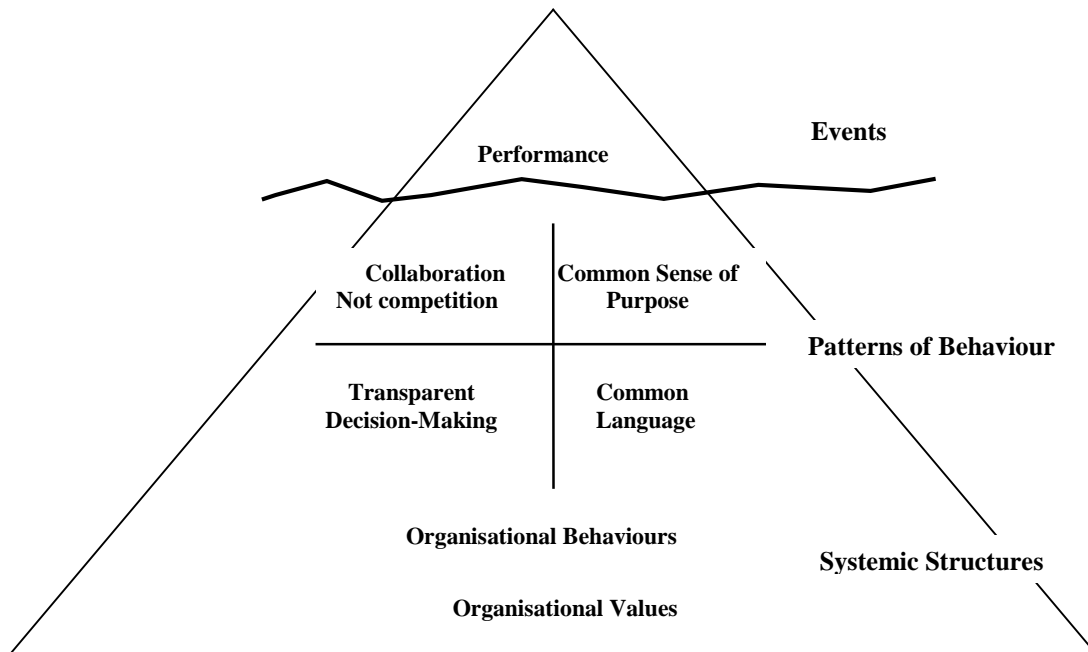 Events
Performance
Collaboration
Not competition
Common Sense of
Purpose
Patterns of Behaviour
Transparent
Decision-Making
Common
Language
Organisational Behaviours
Systemic Structures
Organisational Values